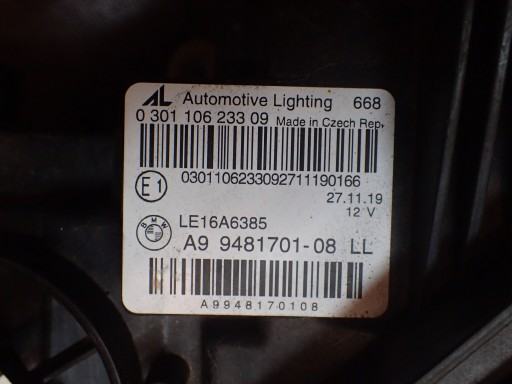 AL Automotive Lighting 668
0 301 106 233 09 Made in Czech Rep.
0301106233092711190166
E1 27.11.19
12 V
BMW LE16A6385
A9 9481701-08 LL
A9948170108